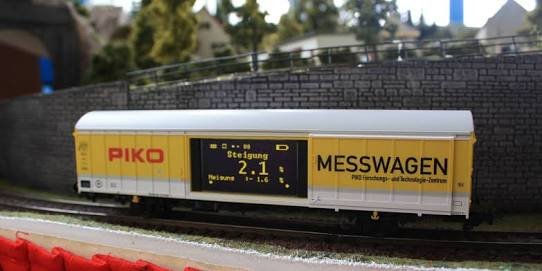 PIKO
Steigung
2.1 %
Neigung :- 1.6 %
MESSWAGEN
PIKO Forschungs- und Technologie-Zentrum